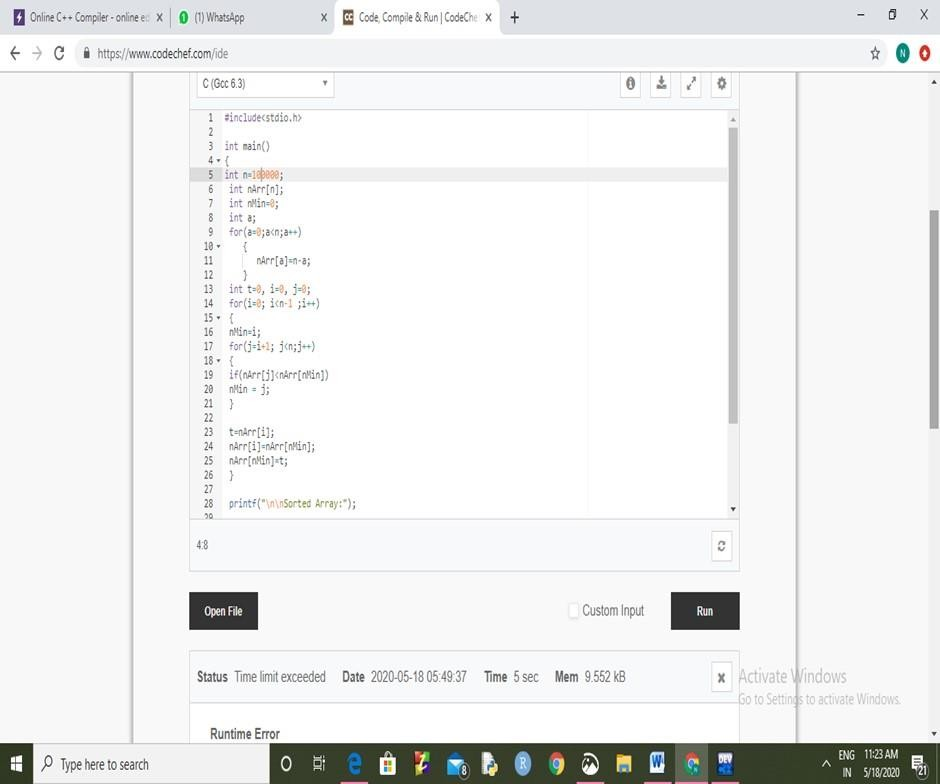 Online C++ Compiler - online ed
(1) WhatsApp
Code, Compile & Run | CodeChe
https://www.codechef.com/ide
N
C (Gcc 6.3)
1 #include<stdio.h>
2
3 int main()
4 {
5 int n=100000;
6 int nArr[n];
7 int nMin=0;
8 int a;
9 for(a=0;a<n;a++)
10 {
11 nArr[a]=n-a;
12 }
13 int t=0, i=0, j=0;
14 for(i=0; i<n-1 ;i++)
15 {
16 nMin=i;
17 for(j=i+1; j<n;j++)
18 {
19 if(nArr[j]<nArr[nMin])
20 nMin = j;
21 }
22
23 t=nArr[i];
24 nArr[i]=nArr[nMin];
25 nArr[nMin]=t;
26 }
27
28 printf("\n\nSorted Array:");
29
4:8
Open File
Custom Input
Run
Status Time limit exceeded Date 2020-05-18 05:49:37 Time 5 sec Mem 9.552 kB
x
Activate Windows
Go to Settings to activate Windows.
Runtime Error
Type here to search
8
R
W
DEV
ENG 11:23 AM
IN 5/18/2020
21